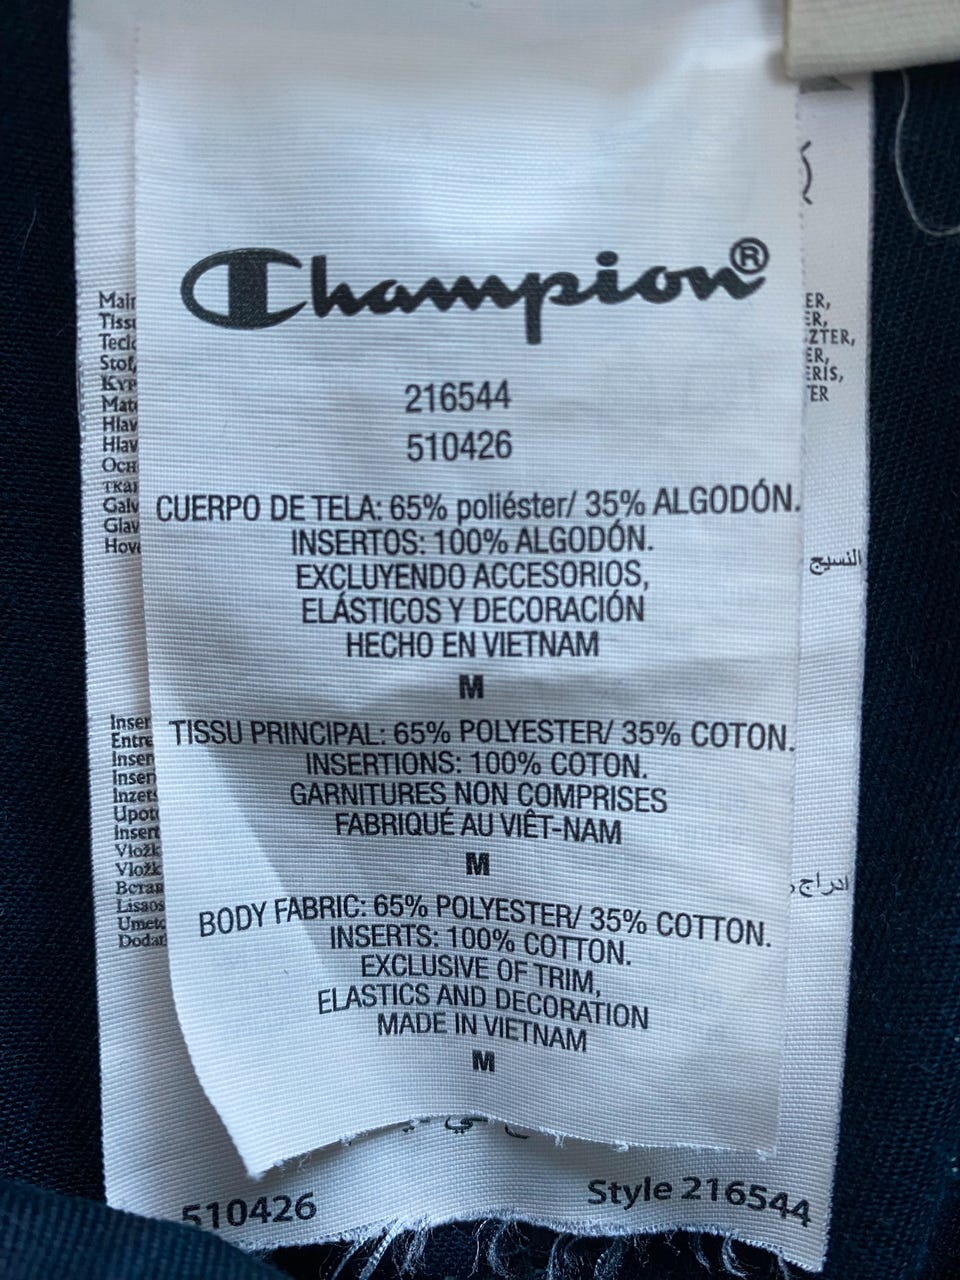 Champion®
216544
510426
CUERPO DE TELA: 65% poliéster/ 35% ALGODÓN.
INSERTOS: 100% ALGODÓN.
EXCLUYENDO ACCESORIOS,
ELÁSTICOS Y DECORACIÓN
HECHO EN VIETNAM
M
TISSU PRINCIPAL: 65% POLYESTER/ 35% COTON.
INSERTIONS: 100% COTON.
GARNITURES NON COMPRISES
FABRIQUÉ AU VIÊT-NAM
M
BODY FABRIC: 65% POLYESTER/ 35% COTTON.
INSERTS: 100% COTTON.
EXCLUSIVE OF TRIM,
ELASTICS AND DECORATION
MADE IN VIETNAM
M
النسيج
510426
Style 216544